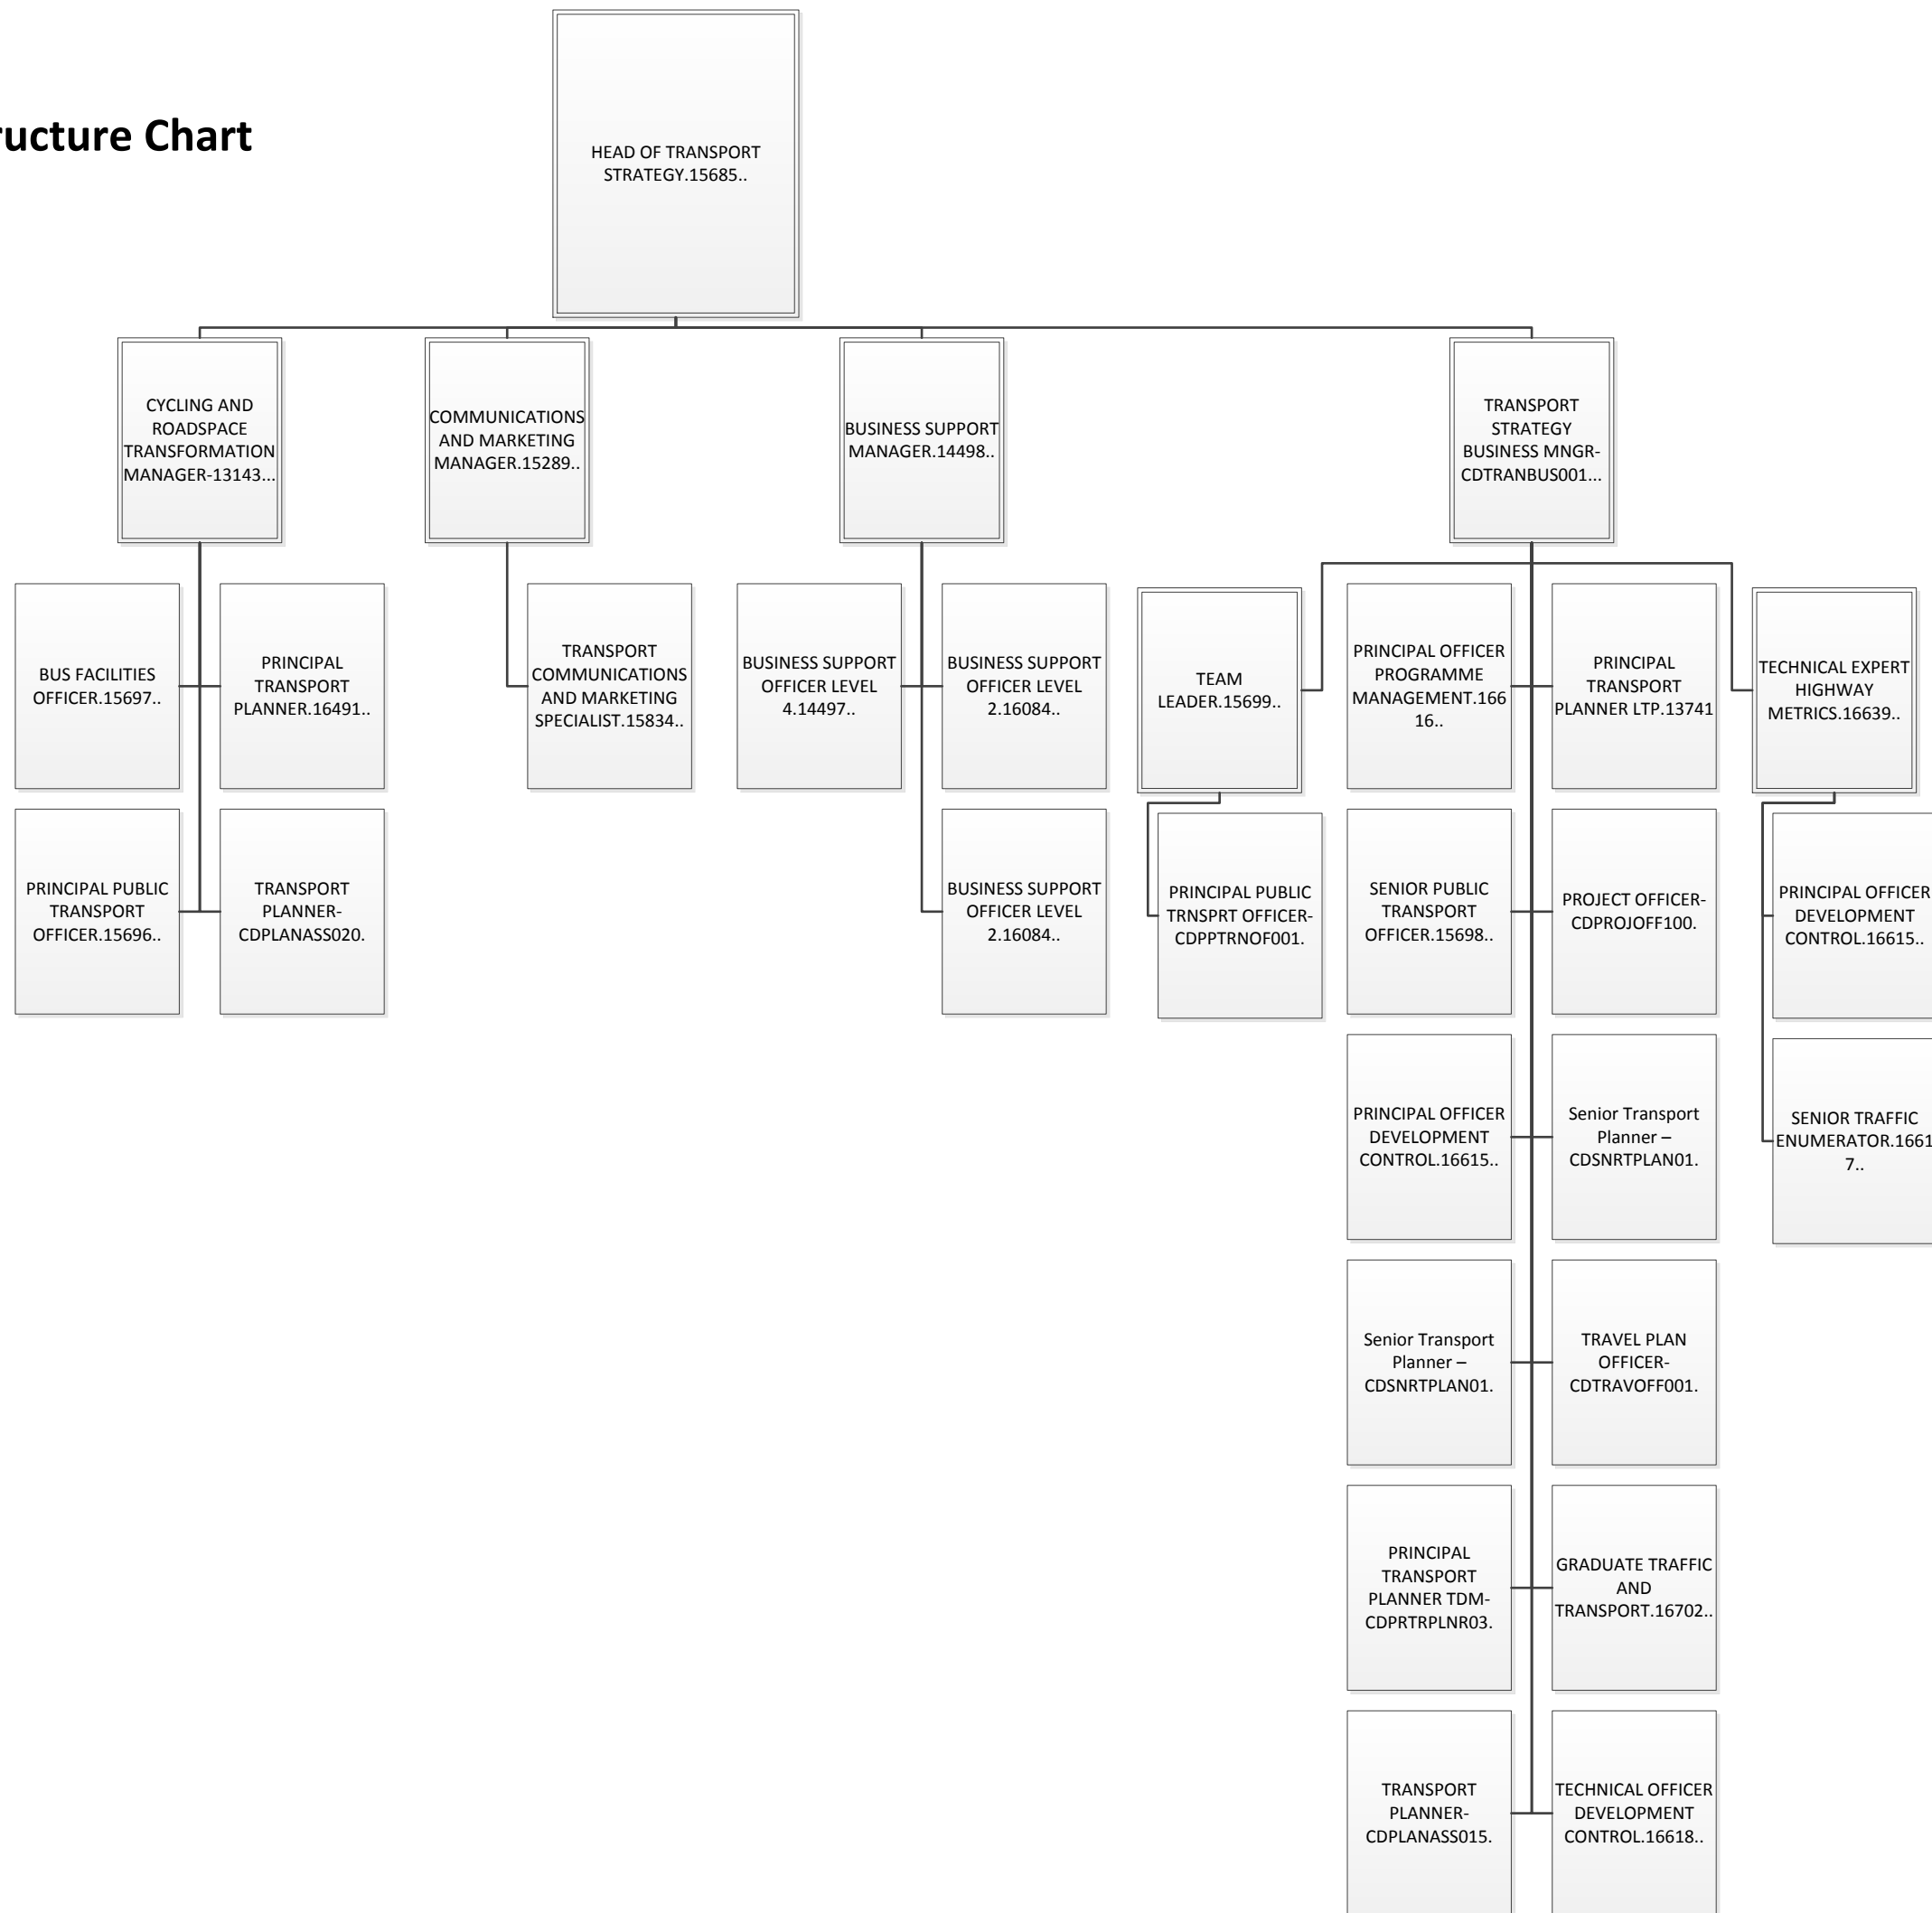 ructure Chart
HEAD OF TRANSPORT
STRATEGY.15685..
CYCLING AND
ROADSPACE
TRANSFORMATION
MANAGER-13143...
COMMUNICATIONS
AND MARKETING
MANAGER.15289..
BUSINESS SUPPORT
MANAGER.14498..
TRANSPORT
STRATEGY
BUSINESS MNGR-
CDTRANBUS001...
BUS FACILITIES
OFFICER.15697..
PRINCIPAL
TRANSPORT
PLANNER.16491..
TRANSPORT
COMMUNICATIONS
AND MARKETING
SPECIALIST.15834..
BUSINESS SUPPORT
OFFICER LEVEL
4.14497..
BUSINESS SUPPORT
OFFICER LEVEL
2.16084..
TEAM
LEADER.15699..
PRINCIPAL OFFICER
PROGRAMME
MANAGEMENT.166
16..
PRINCIPAL
TRANSPORT
PLANNER LTP.13741
TECHNICAL EXPERT
HIGHWAY
METRICS.16639..
PRINCIPAL PUBLIC
TRANSPORT
OFFICER.15696..
TRANSPORT
PLANNER-
CDPLANASS020.
BUSINESS SUPPORT
OFFICER LEVEL
2.16084..
PRINCIPAL PUBLIC
TRNSPRT OFFICER-
CDPPTRNOF001.
SENIOR PUBLIC
TRANSPORT
OFFICER.15698..
PROJECT OFFICER-
CDPROJOFF100.
PRINCIPAL OFFICER
DEVELOPMENT
CONTROL.16615..
PRINCIPAL OFFICER
DEVELOPMENT
CONTROL.16615..
Senior Transport
Planner –
CDSNRTPLAN01.
SENIOR TRAFFIC
ENUMERATOR.1661
7..
Senior Transport
Planner –
CDSNRTPLAN01.
TRAVEL PLAN
OFFICER-
CDTRAVOFF001.
PRINCIPAL
TRANSPORT
PLANNER TDM-
CDPRTRPLNR03.
GRADUATE TRAFFIC
AND
TRANSPORT.16702..
TRANSPORT
PLANNER-
CDPLANASS015.
TECHNICAL OFFICER
DEVELOPMENT
CONTROL.16618..